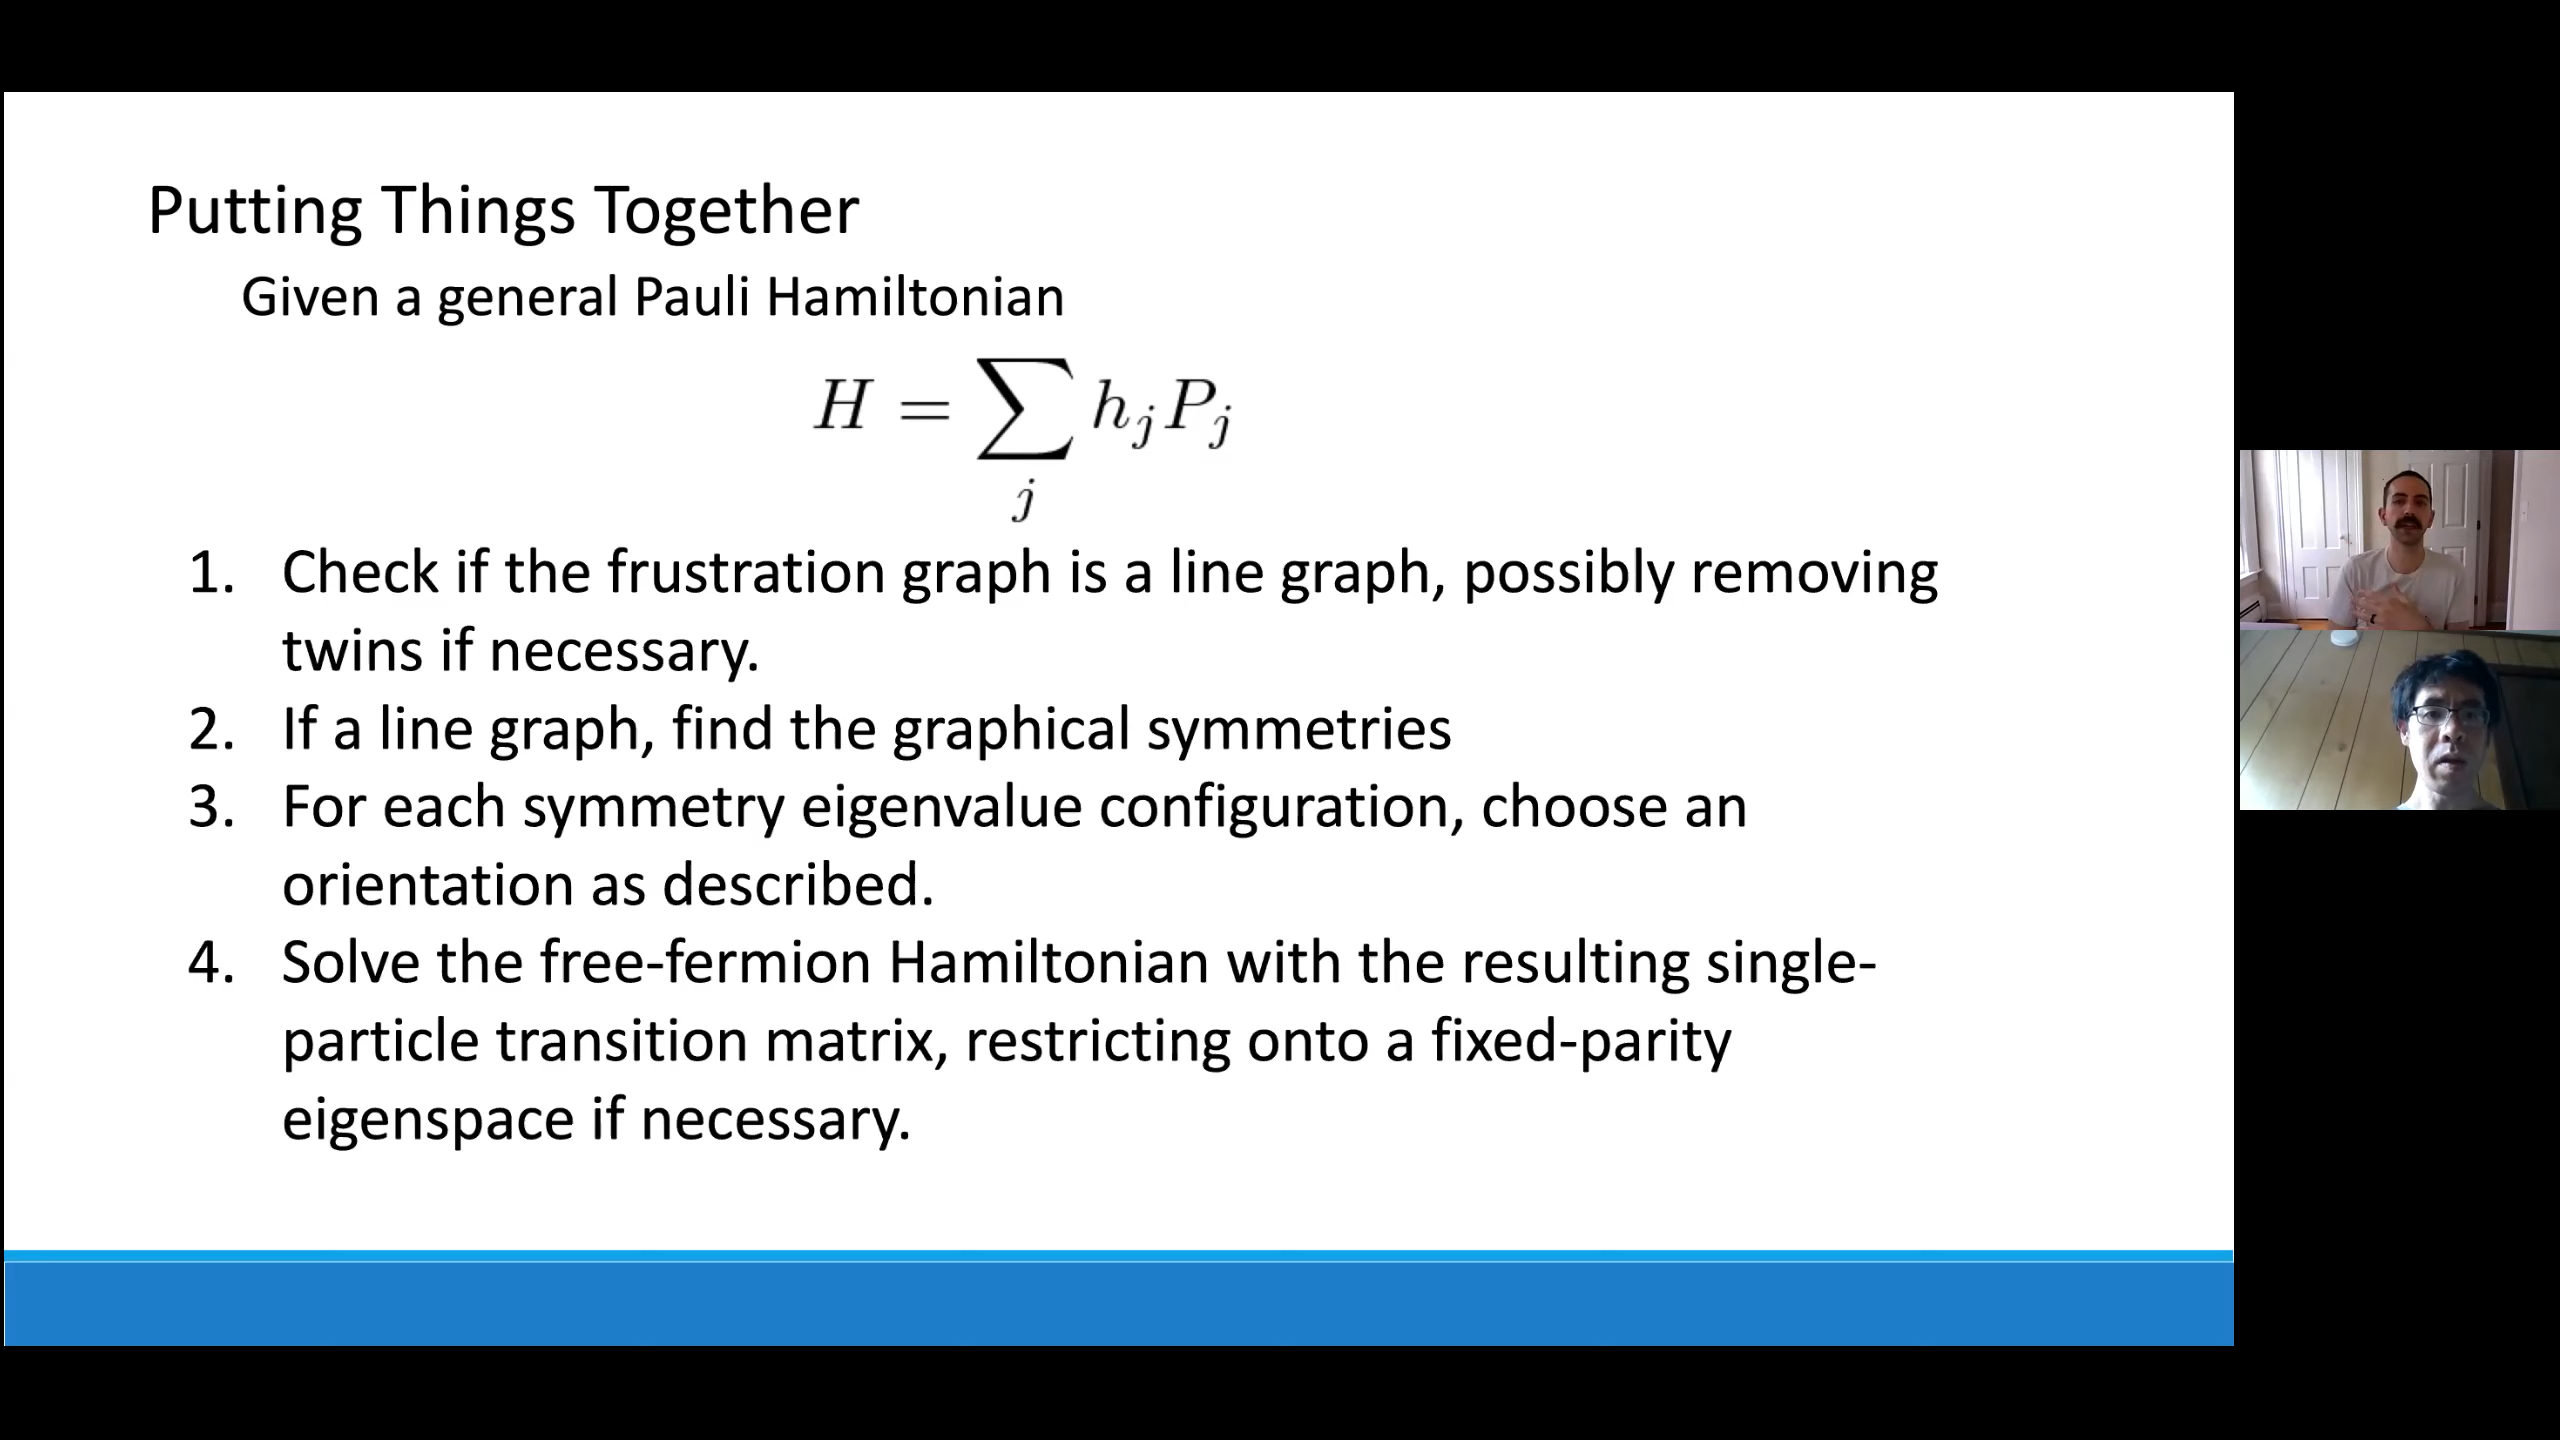 Putting Things Together
Given a general Pauli Hamiltonian
H = ∑_j h_j P_j
1. Check if the frustration graph is a line graph, possibly removing
twins if necessary.
2. If a line graph, find the graphical symmetries
3. For each symmetry eigenvalue configuration, choose an
orientation as described.
4. Solve the free-fermion Hamiltonian with the resulting single-
particle transition matrix, restricting onto a fixed-parity
eigenspace if necessary.